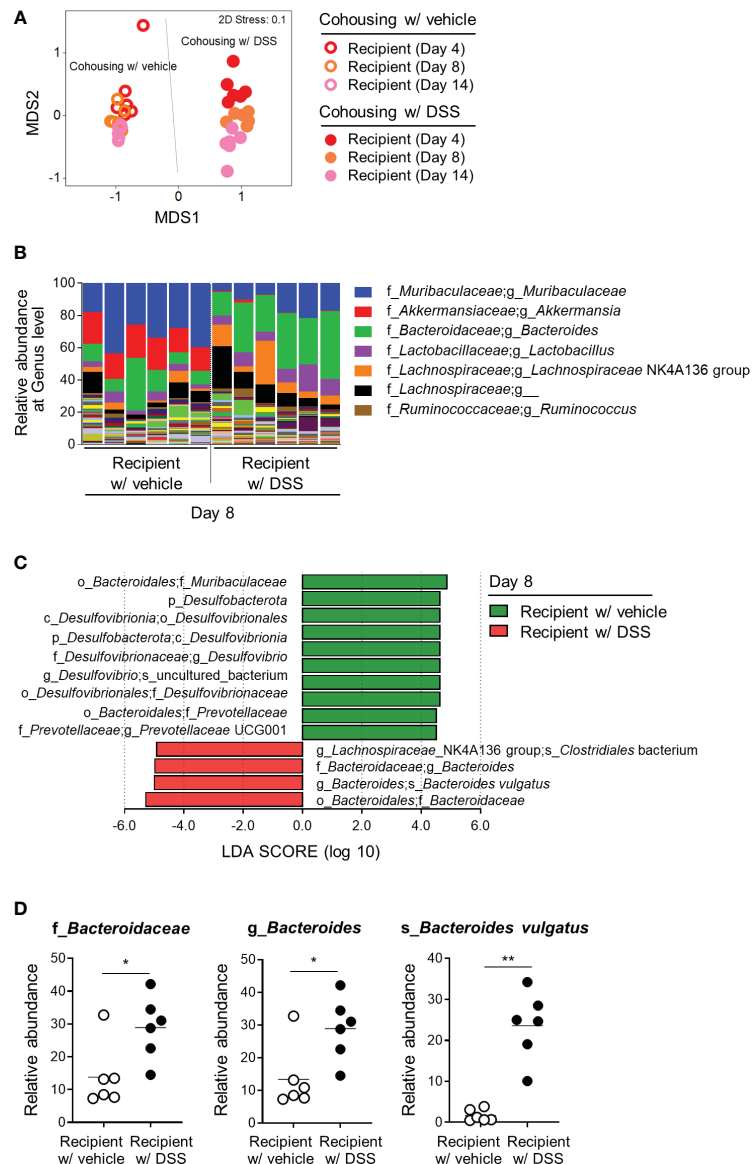 A
2D Stress: 0.1
Cohousing w/ DSS
Cohousing w/ vehicle
MDS2
1
0
-1
-1
0
1
MDS1
Cohousing w/ vehicle
Recipient (Day 4)
Recipient (Day 8)
Recipient (Day 14)
Cohousing w/ DSS
Recipient (Day 4)
Recipient (Day 8)
Recipient (Day 14)
B
Relative abundance
at Genus level
100
80
60
40
20
0
Recipient
w/ vehicle
Recipient
w/ DSS
Day 8
f_Muribaculaceae;g_Muribaculaceae
f_Akkermansiaceae;g_Akkermansia
f_Bacteroidaceae;g_Bacteroides
f_Lactobacillaceae;g_Lactobacillus
f_Lachnospiraceae;g_Lachnospiraceae NK4A136 group
f_Lachnospiraceae;g__
f_Ruminococcaceae;g_Ruminococcus
C
o_Bacteroidales;f_Muribaculaceae
p_Desulfobacterota
c_Desulfovibrionia;o_Desulfovibrionales
p_Desulfobacterota;c_Desulfovibrionia
f_Desulfovibrionaceae;g_Desulfovibrio
g_Desulfovibrio;s_uncultured_bacterium
o_Desulfovibrionales;f_Desulfovibrionaceae
o_Bacteroidales;f_Prevotellaceae
f_Prevotellaceae;g_Prevotellaceae UCG001
g_Lachnospiraceae_NK4A136 group;s_Clostridiales bacterium
f_Bacteroidaceae;g_Bacteroides
g_Bacteroides;s_Bacteroides vulgatus
o_Bacteroidales;f_Bacteroidaceae
-6.0
-4.0
-2.0
0.0
2.0
4.0
6.0
LDA SCORE (log 10)
Day 8
Recipient w/ vehicle
Recipient w/ DSS
D
f_Bacteroidaceae
Relative abundance
50
40
30
20
10
0
*
Recipient
w/ vehicle
Recipient
w/ DSS
g_Bacteroides
Relative abundance
50
40
30
20
10
0
*
Recipient
w/ vehicle
Recipient
w/ DSS
s_Bacteroides vulgatus
Relative abundance
40
30
20
10
0
**
Recipient
w/ vehicle
Recipient
w/ DSS